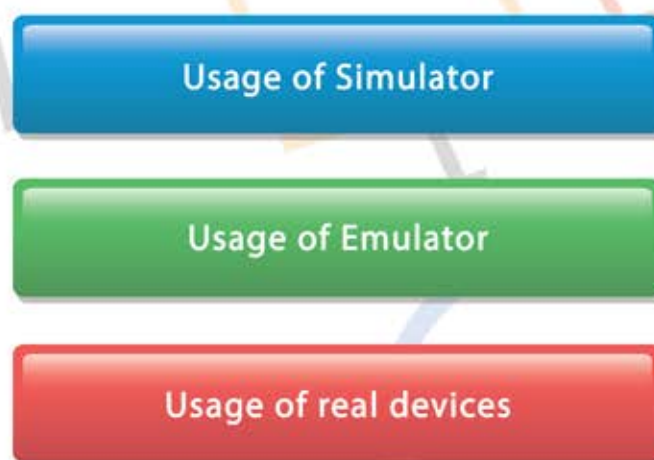 Usage of Simulator
Usage of Emulator
Usage of real devices